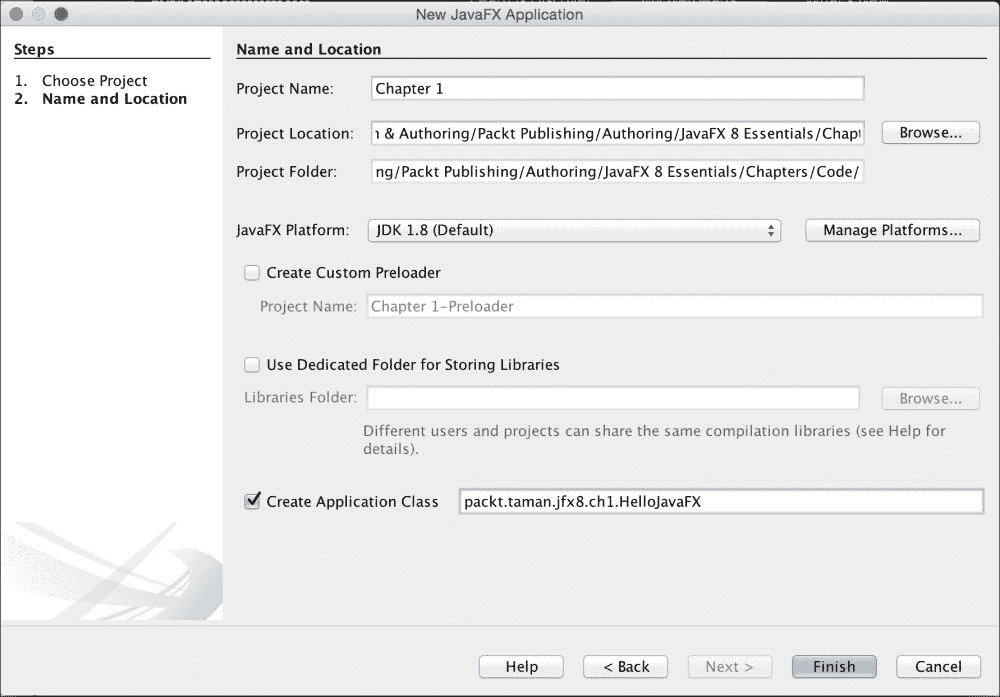 New JavaFX Application
Steps
1. Choose Project
2. Name and Location
Name and Location
Project Name: Chapter 1
Project Location: & Authoring/Packt Publishing/Authoring/JavaFX 8 Essentials/Chapt Browse...
Project Folder: ng/Packt Publishing/Authoring/JavaFX 8 Essentials/Chapters/Code/
JavaFX Platform: JDK 1.8 (Default) Manage Platforms...
Create Custom Preloader
Project Name: Chapter 1-Preloader
Use Dedicated Folder for Storing Libraries
Libraries Folder: Browse...
Different users and projects can share the same compilation libraries (see Help for
details).
Create Application Class packt.taman.jfx8.ch1.HelloJavaFX
Help < Back Next > Finish Cancel